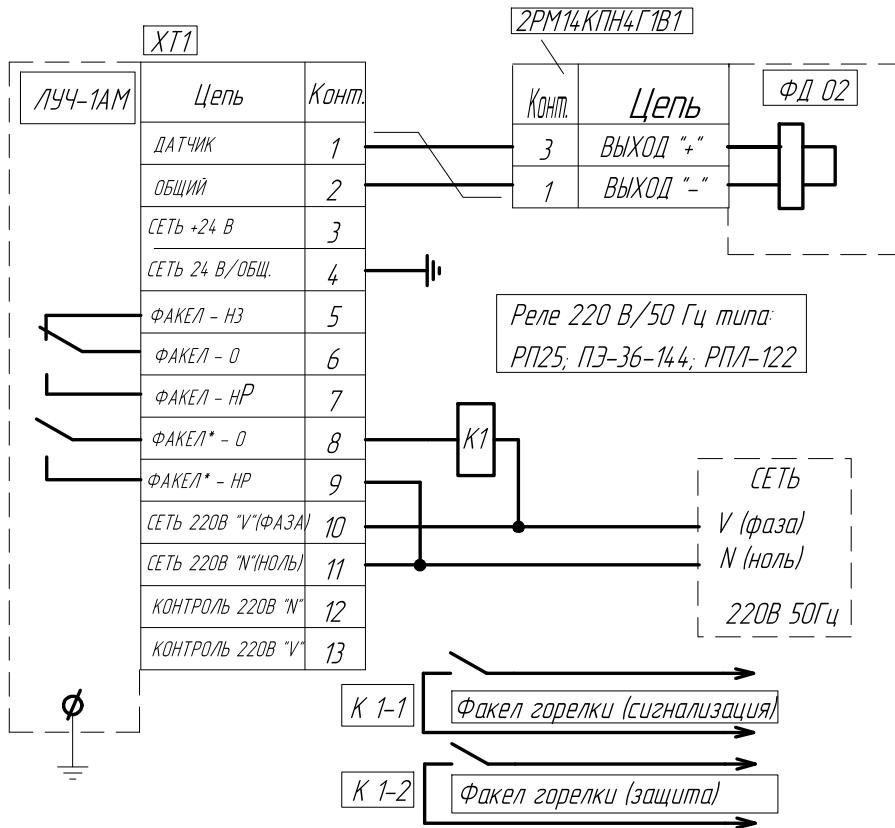 2РМ14КПН4Г1В1
ХТ1
ЛУЧ-1АМ
Цепь Конт.
ДАТЧИК 1
ОБЩИЙ 2
СЕТЬ +24 В 3
СЕТЬ 24 В/ОБЩ. 4
ФАКЕЛ - НЗ 5
ФАКЕЛ - О 6
ФАКЕЛ - НР 7
ФАКЕЛ* - О 8
ФАКЕЛ* - НР 9
СЕТЬ 220В "V"(ФАЗА) 10
СЕТЬ 220В "N"(НОЛЬ) 11
КОНТРОЛЬ 220В "N" 12
КОНТРОЛЬ 220В "V" 13
Конт. Цепь
3 ВЫХОД "+"
1 ВЫХОД "-"
ФД 02
Реле 220 В/50 Гц типа:
РП25; ПЭ-36-144; РПЛ-122
К1
СЕТЬ
V (фаза)
N (ноль)
220В 50Гц
К 1-1
Факел горелки (сигнализация)
К 1-2
Факел горелки (защита)